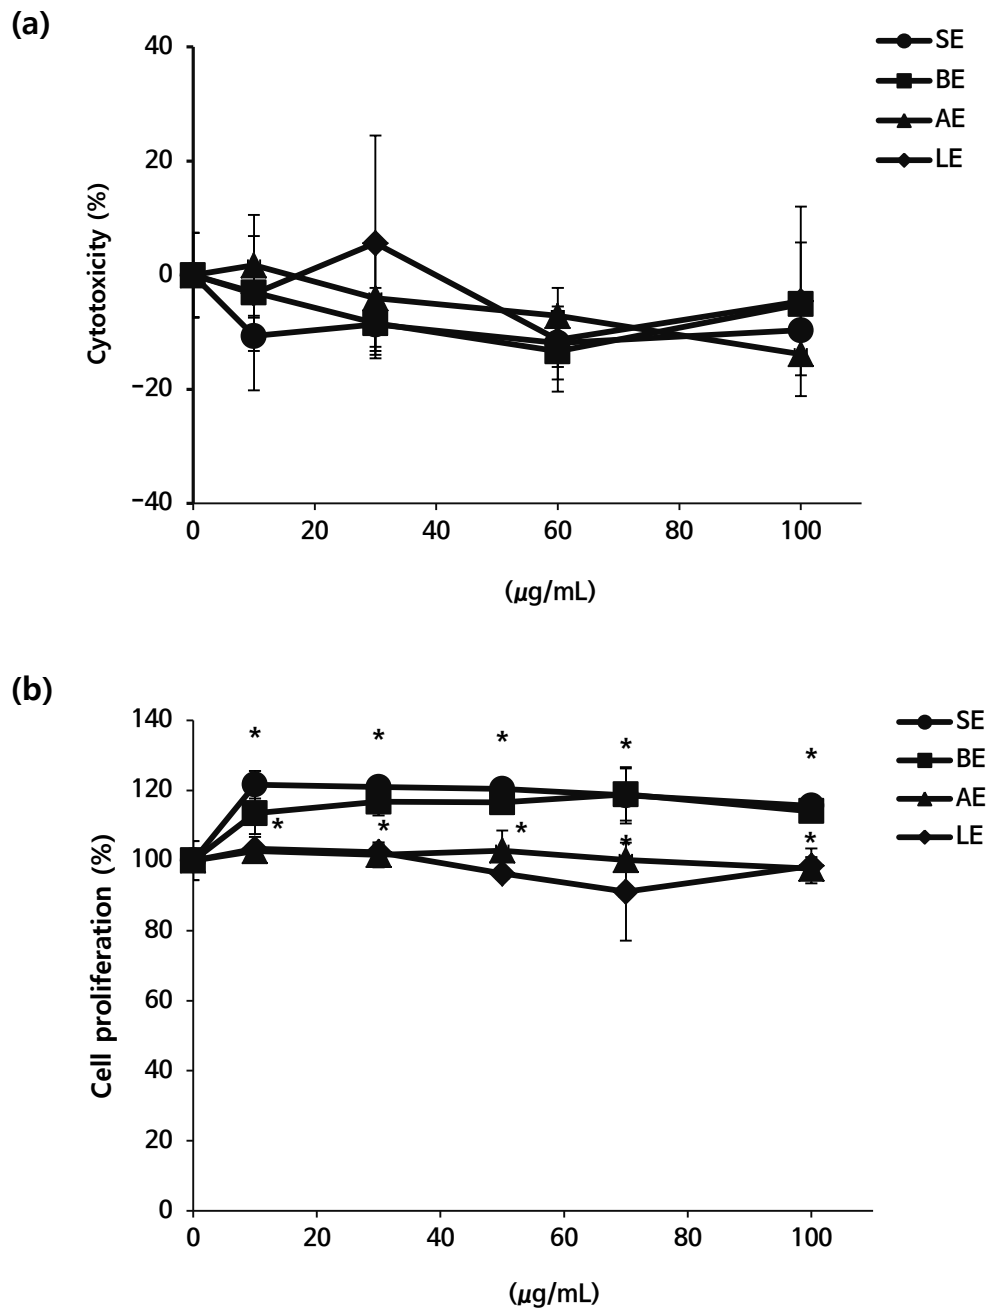 (a)
SE
BE
AE
LE
Cytotoxicity (%)
40
20
0
−20
−40
0 20 40 60 80 100
(μg/mL)
(b)
SE
BE
AE
LE
Cell proliferation (%)
140
120
100
80
60
40
20
0
* * * * *
* * * * *
0 20 40 60 80 100
(μg/mL)